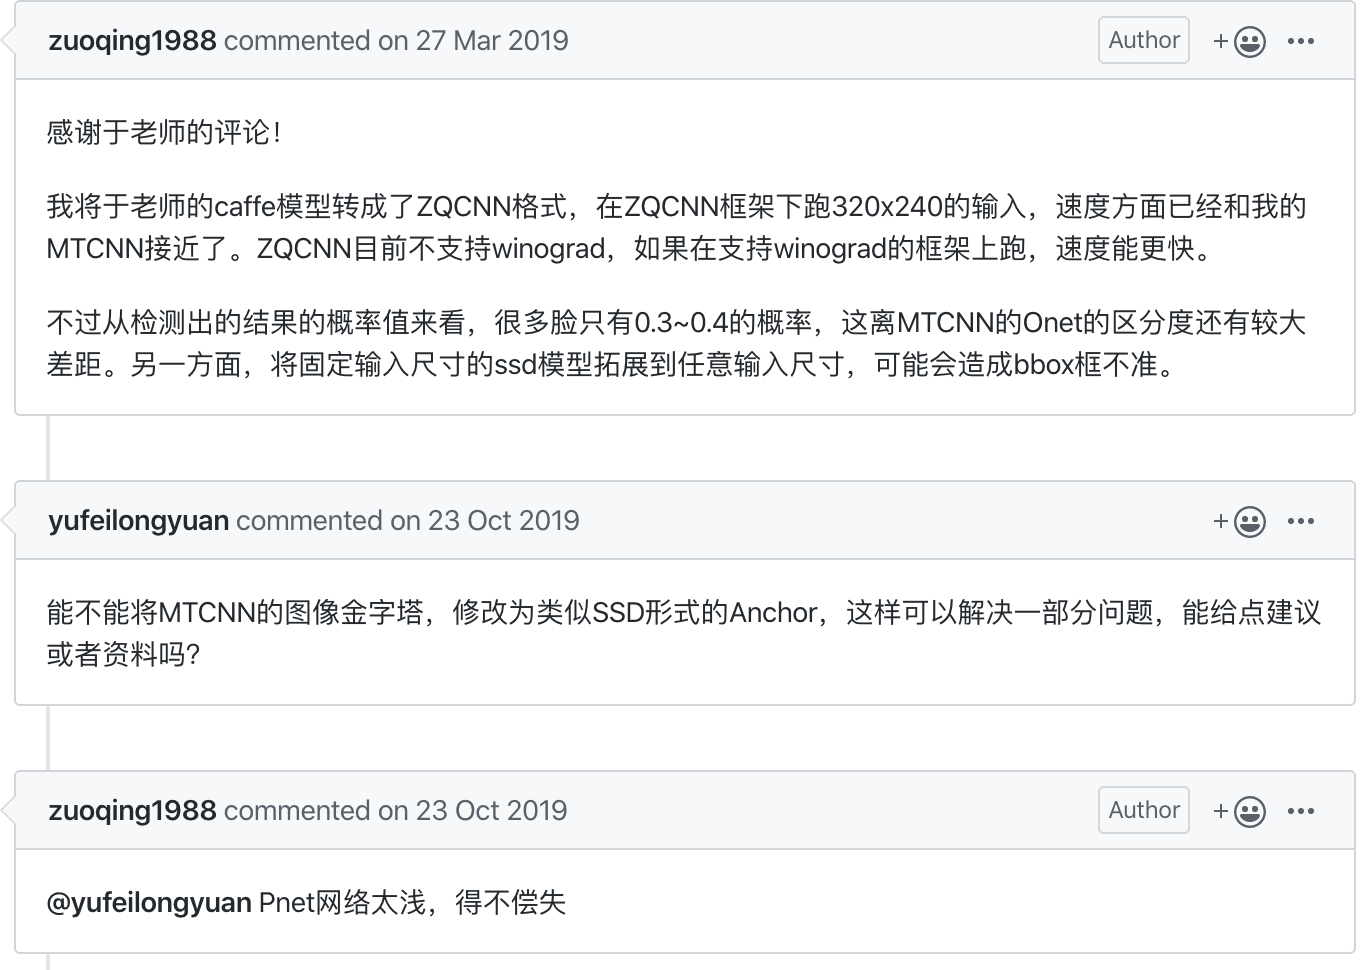 zuoqing1988 commented on 27 Mar 2019 Author
感谢于老师的评论！
我将于老师的caffe模型转成了ZQCNN格式，在ZQCNN框架下跑320x240的输入，速度方面已经和我的
MTCNN接近了。ZQCNN目前不支持winograd，如果在支持winograd的框架上跑，速度能更快。
不过从检测出的结果的概率值来看，很多脸只有0.3~0.4的概率，这离MTCNN的Onet的区分度还有较大
差距。另一方面，将固定输入尺寸的ssd模型拓展到任意输入尺寸，可能会造成bbox框不准。
yufeilongyuan commented on 23 Oct 2019
能不能将MTCNN的图像金字塔，修改为类似SSD形式的Anchor，这样可以解决一部分问题，能给点建议
或者资料吗？
zuoqing1988 commented on 23 Oct 2019 Author
@yufeilongyuan Pnet网络太浅，得不偿失